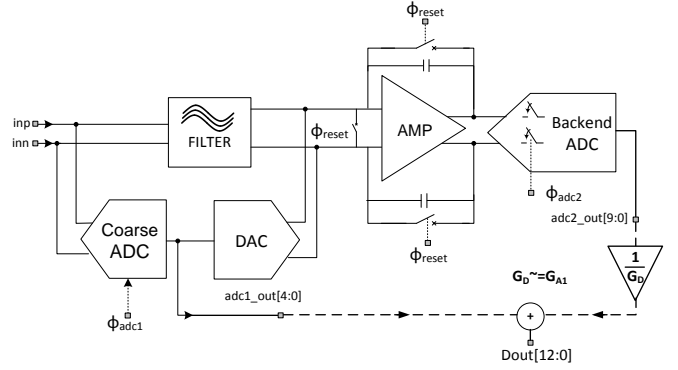 ϕreset
inp
inn
FILTER
ϕreset
AMP
Backend
ADC
ϕadc2
adc2_out[9:0]
Coarse
ADC
DAC
ϕreset
adc1_out[4:0]
ϕadc1
GD~=GA1
1
GD
+
Dout[12:0]